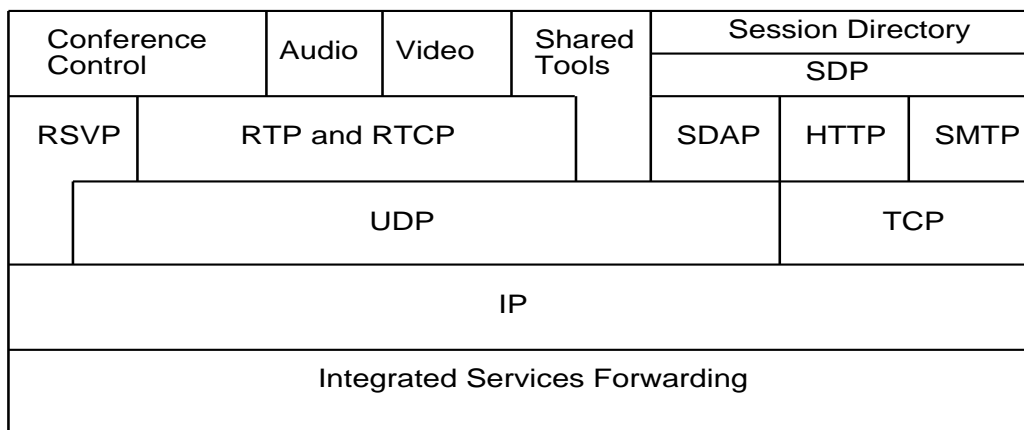 Conference
Control
Audio
Video
Shared
Tools
Session Directory
SDP
RSVP
RTP and RTCP
SDAP
HTTP
SMTP
UDP
TCP
IP
Integrated Services Forwarding